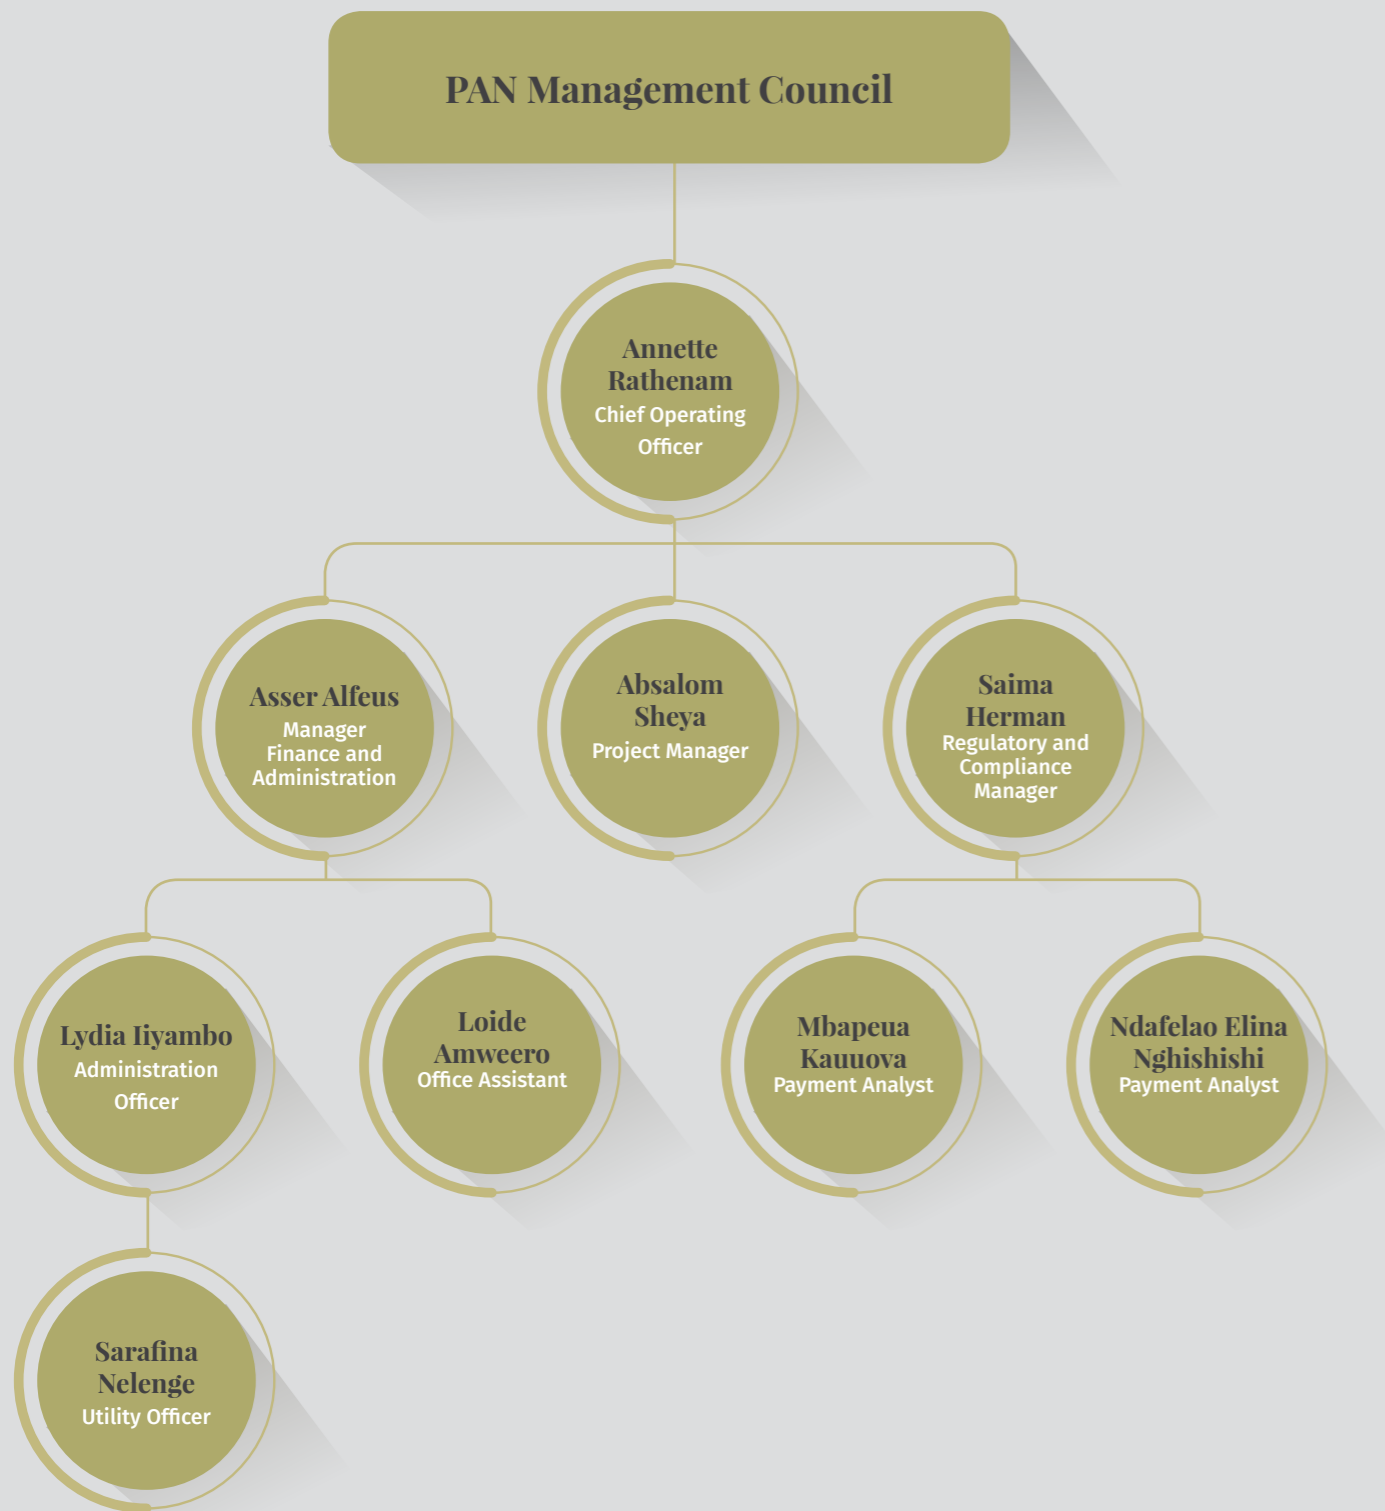 PAN Management Council
Annette
Rathenam
Chief Operating
Officer
Asser Alfeus
Manager
Finance and
Administration
Absalom
Sheya
Project Manager
Saima
Herman
Regulatory and
Compliance
Manager
Lydia Iiyambo
Administration
Officer
Loide
Amweero
Office Assistant
Mbapeua
Kauuova
Payment Analyst
Ndafelao Elina
Nghishishi
Payment Analyst
Sarafina
Nelenge
Utility Officer